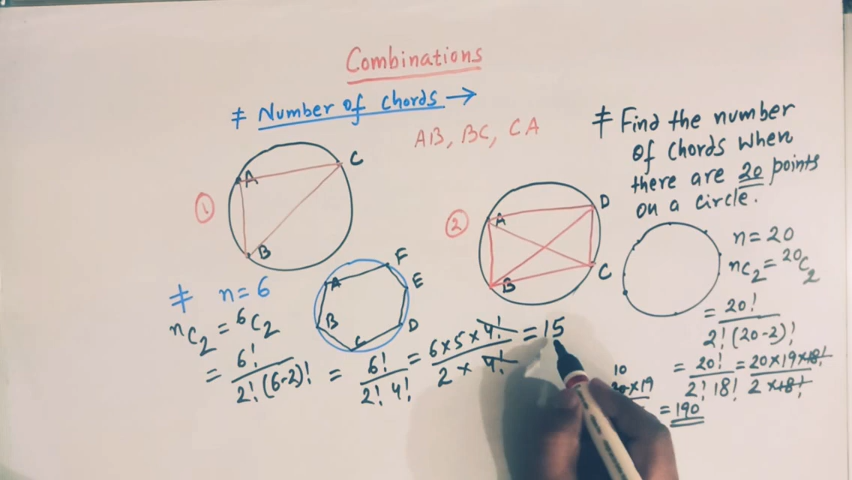 Combinations
# Number of chords →
AB, BC, CA
1
A
B
C
2
A
B
C
D
# Find the number
of chords when
there are 20 points
on a circle.
n = 20
nC2 = 20C2
= 20! / 2! (20-2)!
= 20! / 2! 18! = 20×19×18! / 2×18!
10
20×19
= 190
# n = 6
nC2 = 6C2
A
B
C
D
E
F
= 6! / 2! (6-2)! = 6! / 2! 4! = 6×5×4! / 2×4! = 15